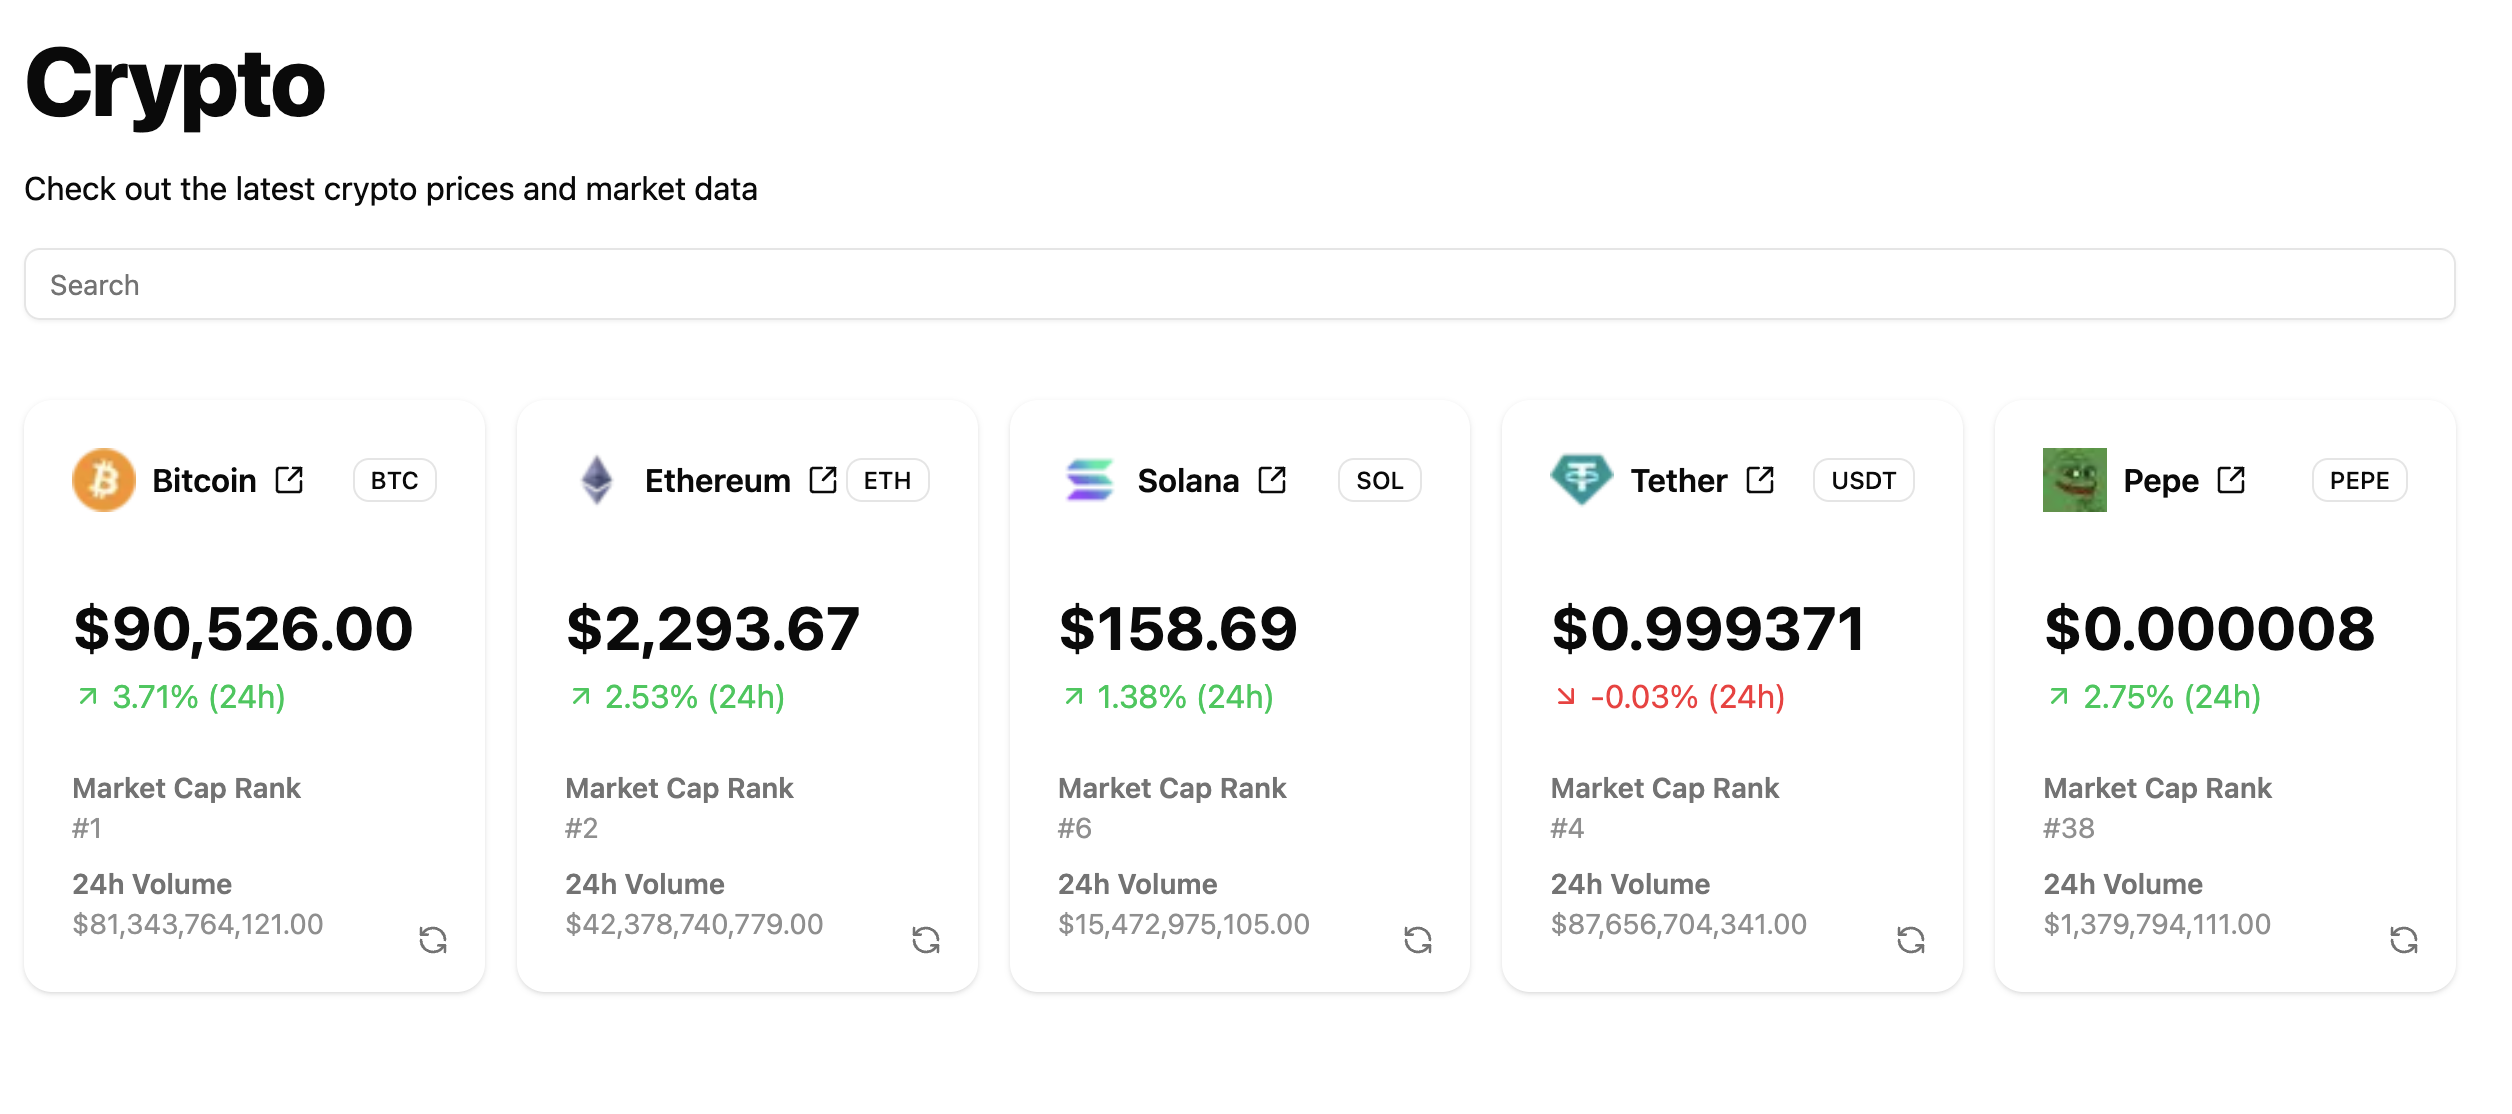 Crypto
Check out the latest crypto prices and market data
Search
Bitcoin BTC
$90,526.00
3.71% (24h)
Market Cap Rank
#1
24h Volume
$81,343,764,121.00
Ethereum ETH
$2,293.67
2.53% (24h)
Market Cap Rank
#2
24h Volume
$42,378,740,779.00
Solana SOL
$158.69
1.38% (24h)
Market Cap Rank
#6
24h Volume
$15,472,975,105.00
Tether USDT
$0.999371
-0.03% (24h)
Market Cap Rank
#4
24h Volume
$87,656,704,341.00
Pepe PEPE
$0.000008
2.75% (24h)
Market Cap Rank
#38
24h Volume
$1,379,794,111.00